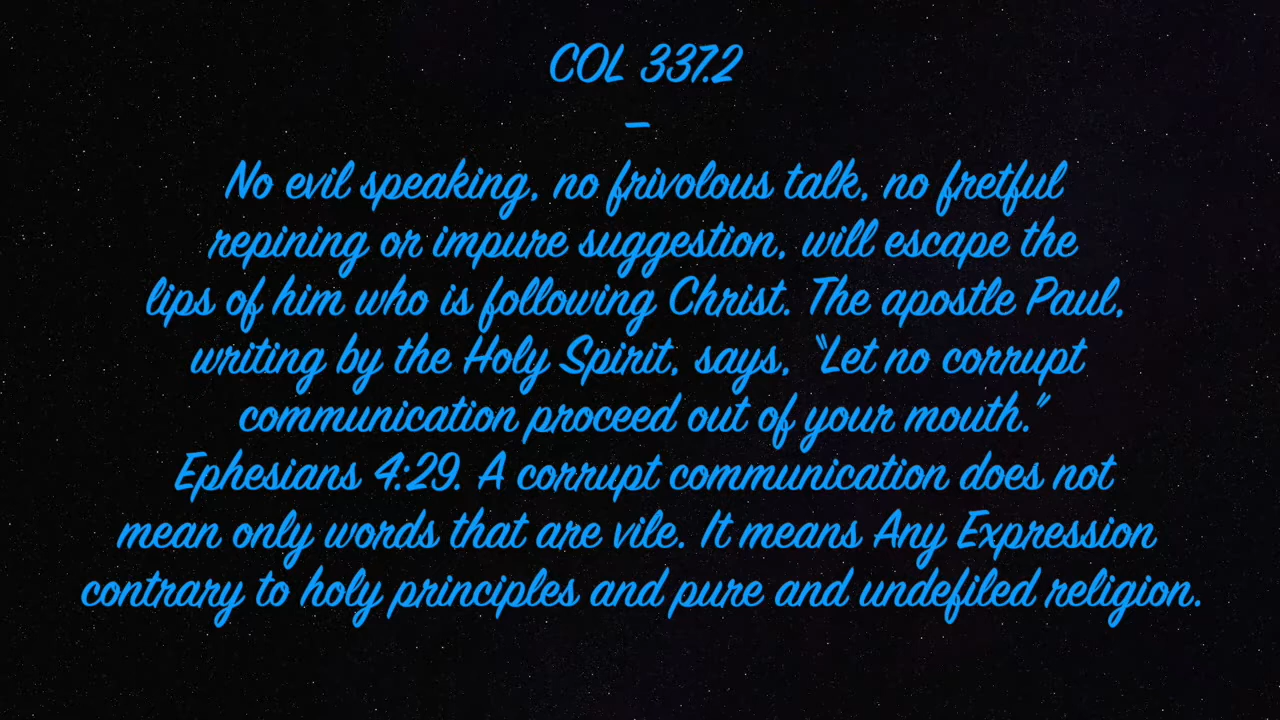 COL 337.2
–
No evil speaking, no frivolous talk, no fretful
repining or impure suggestion, will escape the
lips of him who is following Christ. The apostle Paul,
writing by the Holy Spirit, says, “Let no corrupt
communication proceed out of your mouth.”
Ephesians 4:29. A corrupt communication does not
mean only words that are vile. It means Any Expression
contrary to holy principles and pure and undefiled religion.